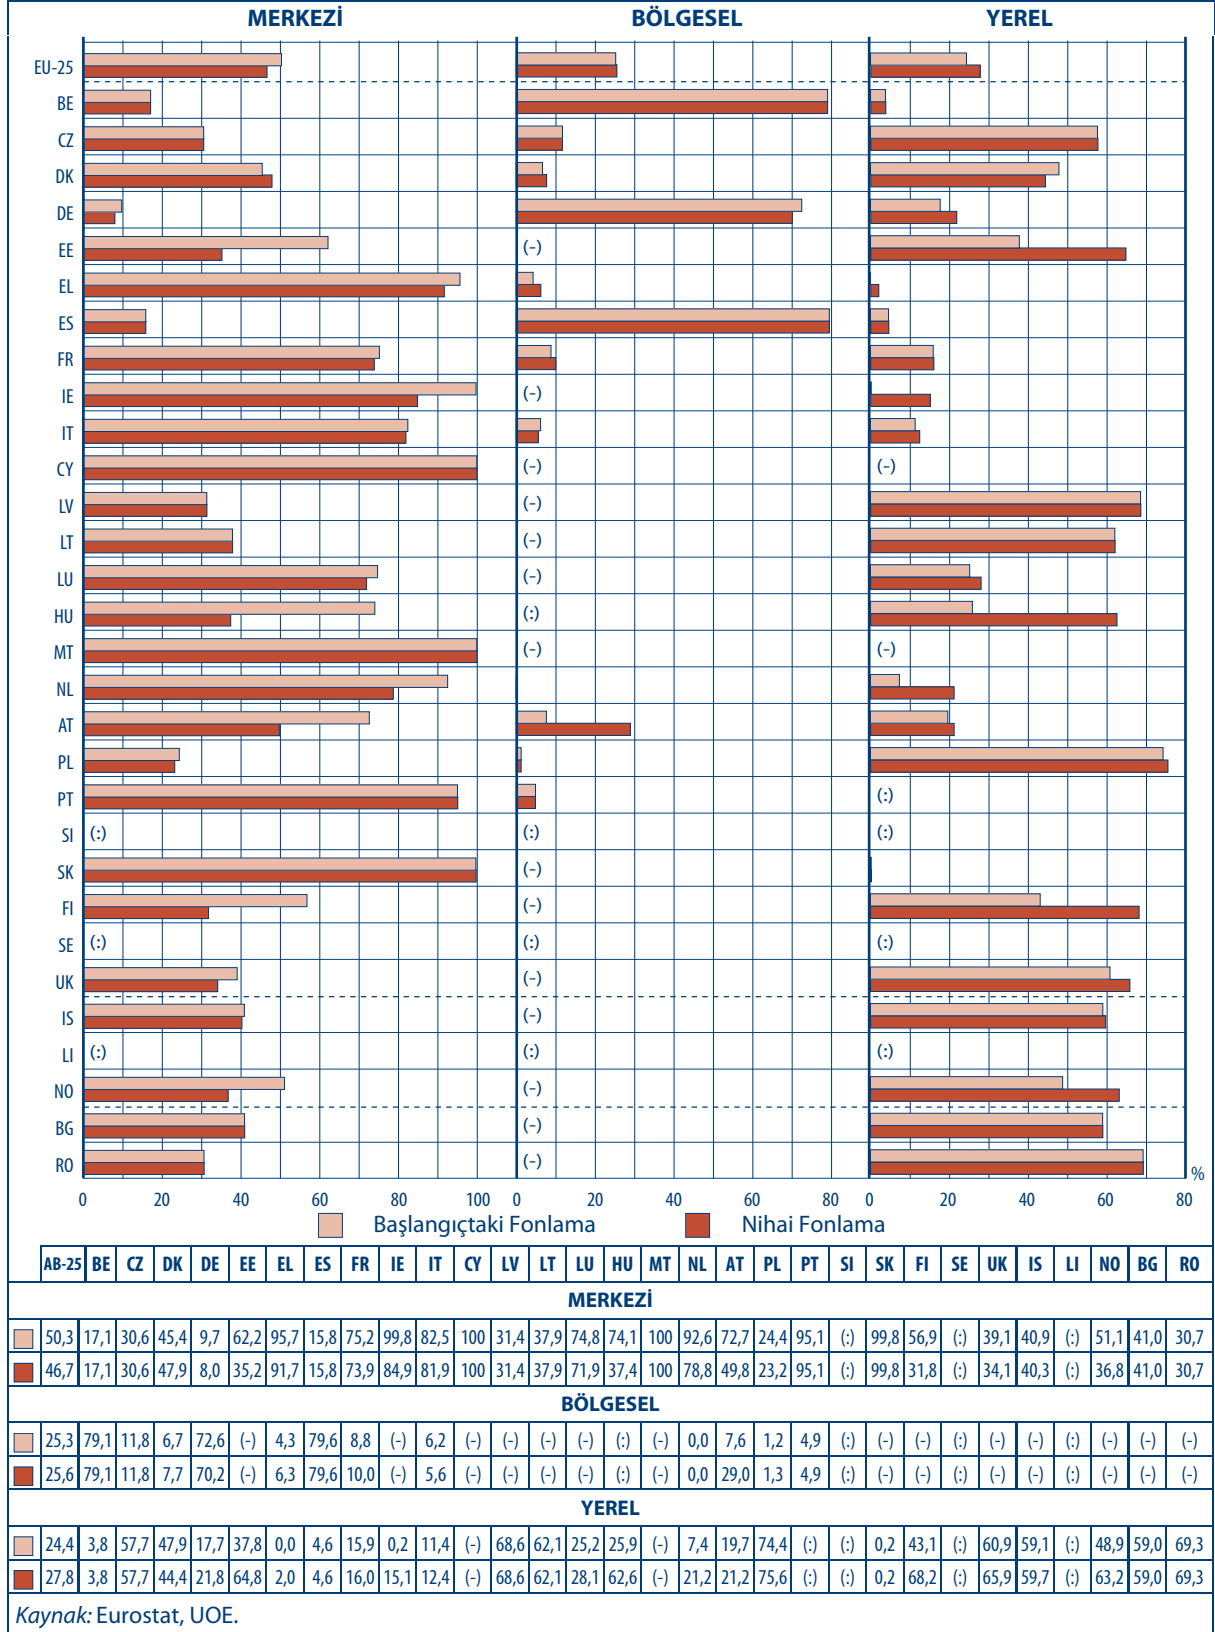 MERKEZİ BÖLGESEL YEREL
EU-25
BE
CZ
DK
DE
EE (-)
EL
ES
FR
IE (-)
IT
CY (-) (-)
LV (-)
LT (-)
LU (-)
HU (:)
MT (-) (-)
NL
AT
PL
PT (:)
SI (:) (:) (:)
SK (-)
FI (-)
SE (:) (:) (:)
UK (-)
IS (-)
LI (:) (:) (:)
NO (-)
BG (-)
RO (-)
%
0 20 40 60 80 100 0 20 40 60 80 0 20 40 60 80
Başlangıçtaki Fonlama Nihai Fonlama
AB-25 BE CZ DK DE EE EL ES FR IE IT CY LV LT LU HU MT NL AT PL PT SI SK FI SE UK IS LI NO BG RO
MERKEZİ
50,3 17,1 30,6 45,4 9,7 62,2 95,7 15,8 75,2 99,8 82,5 100 31,4 37,9 74,8 74,1 100 92,6 72,7 24,4 95,1 (:) 99,8 56,9 (:) 39,1 40,9 (:) 51,1 41,0 30,7
46,7 17,1 30,6 47,9 8,0 35,2 91,7 15,8 73,9 84,9 81,9 100 31,4 37,9 71,9 37,4 100 78,8 49,8 23,2 95,1 (:) 99,8 31,8 (:) 34,1 40,3 (:) 36,8 41,0 30,7
BÖLGESEL
25,3 79,1 11,8 6,7 72,6 (-) 4,3 79,6 8,8 (-) 6,2 (-) (-) (-) (-) (:) (-) 0,0 7,6 1,2 4,9 (:) (-) (-) (:) (-) (-) (:) (-) (-) (-)
25,6 79,1 11,8 7,7 70,2 (-) 6,3 79,6 10,0 (-) 5,6 (-) (-) (-) (-) (:) (-) 0,0 29,0 1,3 4,9 (:) (-) (-) (:) (-) (-) (:) (-) (-) (-)
YEREL
24,4 3,8 57,7 47,9 17,7 37,8 0,0 4,6 15,9 0,2 11,4 (-) 68,6 62,1 25,2 25,9 (-) 7,4 19,7 74,4 (:) (:) 0,2 43,1 (:) 60,9 59,1 (:) 48,9 59,0 69,3
27,8 3,8 57,7 44,4 21,8 64,8 2,0 4,6 16,0 15,1 12,4 (-) 68,6 62,1 28,1 62,6 (-) 21,2 21,2 75,6 (:) (:) 0,2 68,2 (:) 65,9 59,7 (:) 63,2 59,0 69,3
Kaynak: Eurostat, UOE.